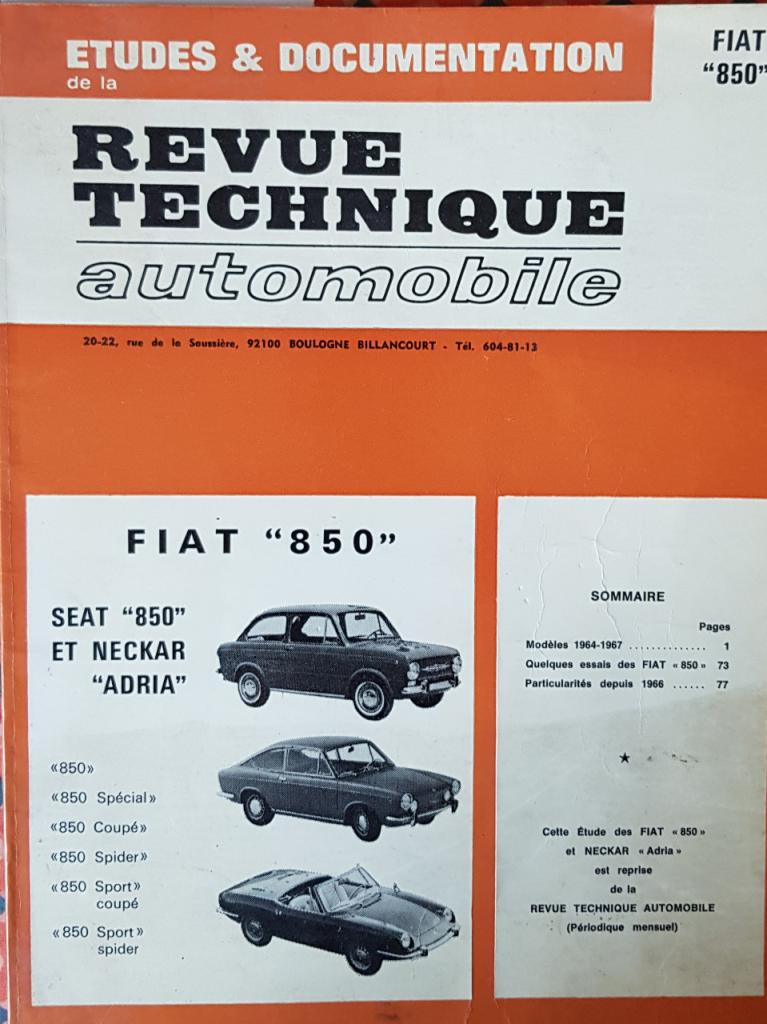 ETUDES & DOCUMENTATION
de la
FIAT
"850"
REVUE
TECHNIQUE
automobile
20-22, rue de la Saussière, 92100 BOULOGNE BILLANCOURT - Tél. 604-81-13
FIAT "850"
SEAT "850"
ET NECKAR
"ADRIA"
«850»
«850 Spécial»
«850 Coupé»
«850 Spider»
«850 Sport»
coupé
«850 Sport»
spider
SOMMAIRE
Pages
Modèles 1964-1967 .............. 1
Quelques essais des FIAT «850» 73
Particularités depuis 1966 ...... 77
★
Cette Étude des FIAT «850»
et NECKAR «Adria»
est reprise
de la
REVUE TECHNIQUE AUTOMOBILE
(Périodique mensuel)